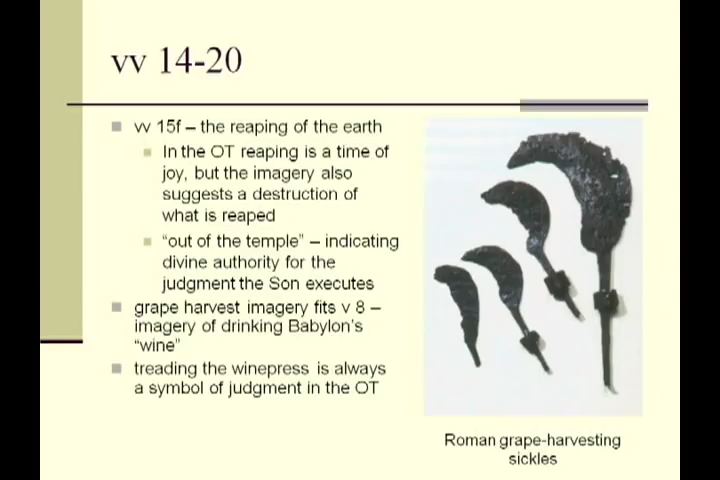 vv 14-20
vv 15f – the reaping of the earth
In the OT reaping is a time of
joy, but the imagery also
suggests a destruction of
what is reaped
“out of the temple” – indicating
divine authority for the
judgment the Son executes
grape harvest imagery fits v 8 –
imagery of drinking Babylon’s
“wine”
treading the winepress is always
a symbol of judgment in the OT
Roman grape-harvesting
sickles